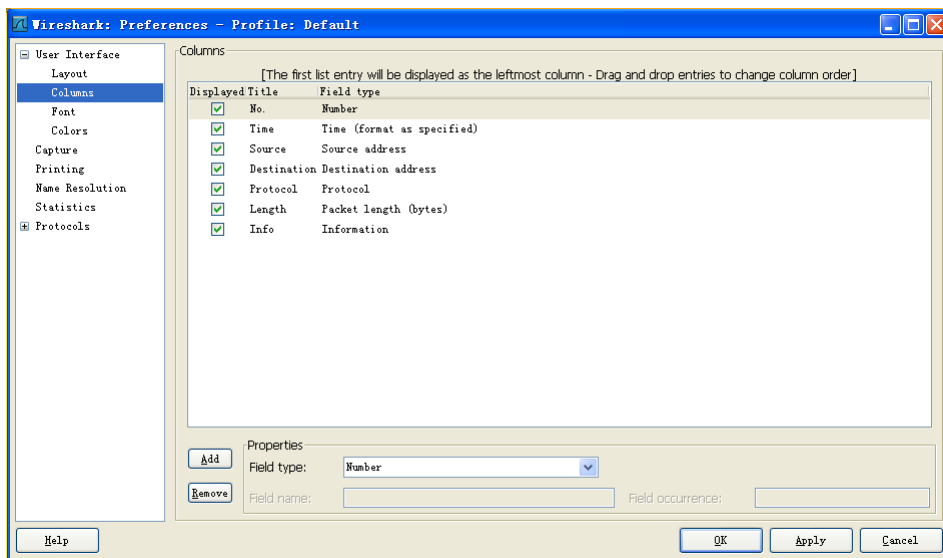 Wireshark: Preferences - Profile: Default
User Interface
Layout
Columns
Font
Colors
Capture
Printing
Name Resolution
Statistics
Protocols
Columns
[The first list entry will be displayed as the leftmost column - Drag and drop entries to change column order]
Displayed Title Field type
No. Number
Time Time (format as specified)
Source Source address
Destination Destination address
Protocol Protocol
Length Packet length (bytes)
Info Information
Add
Remove
Properties
Field type: Number
Field name: Field occurrence:
Help OK Apply Cancel